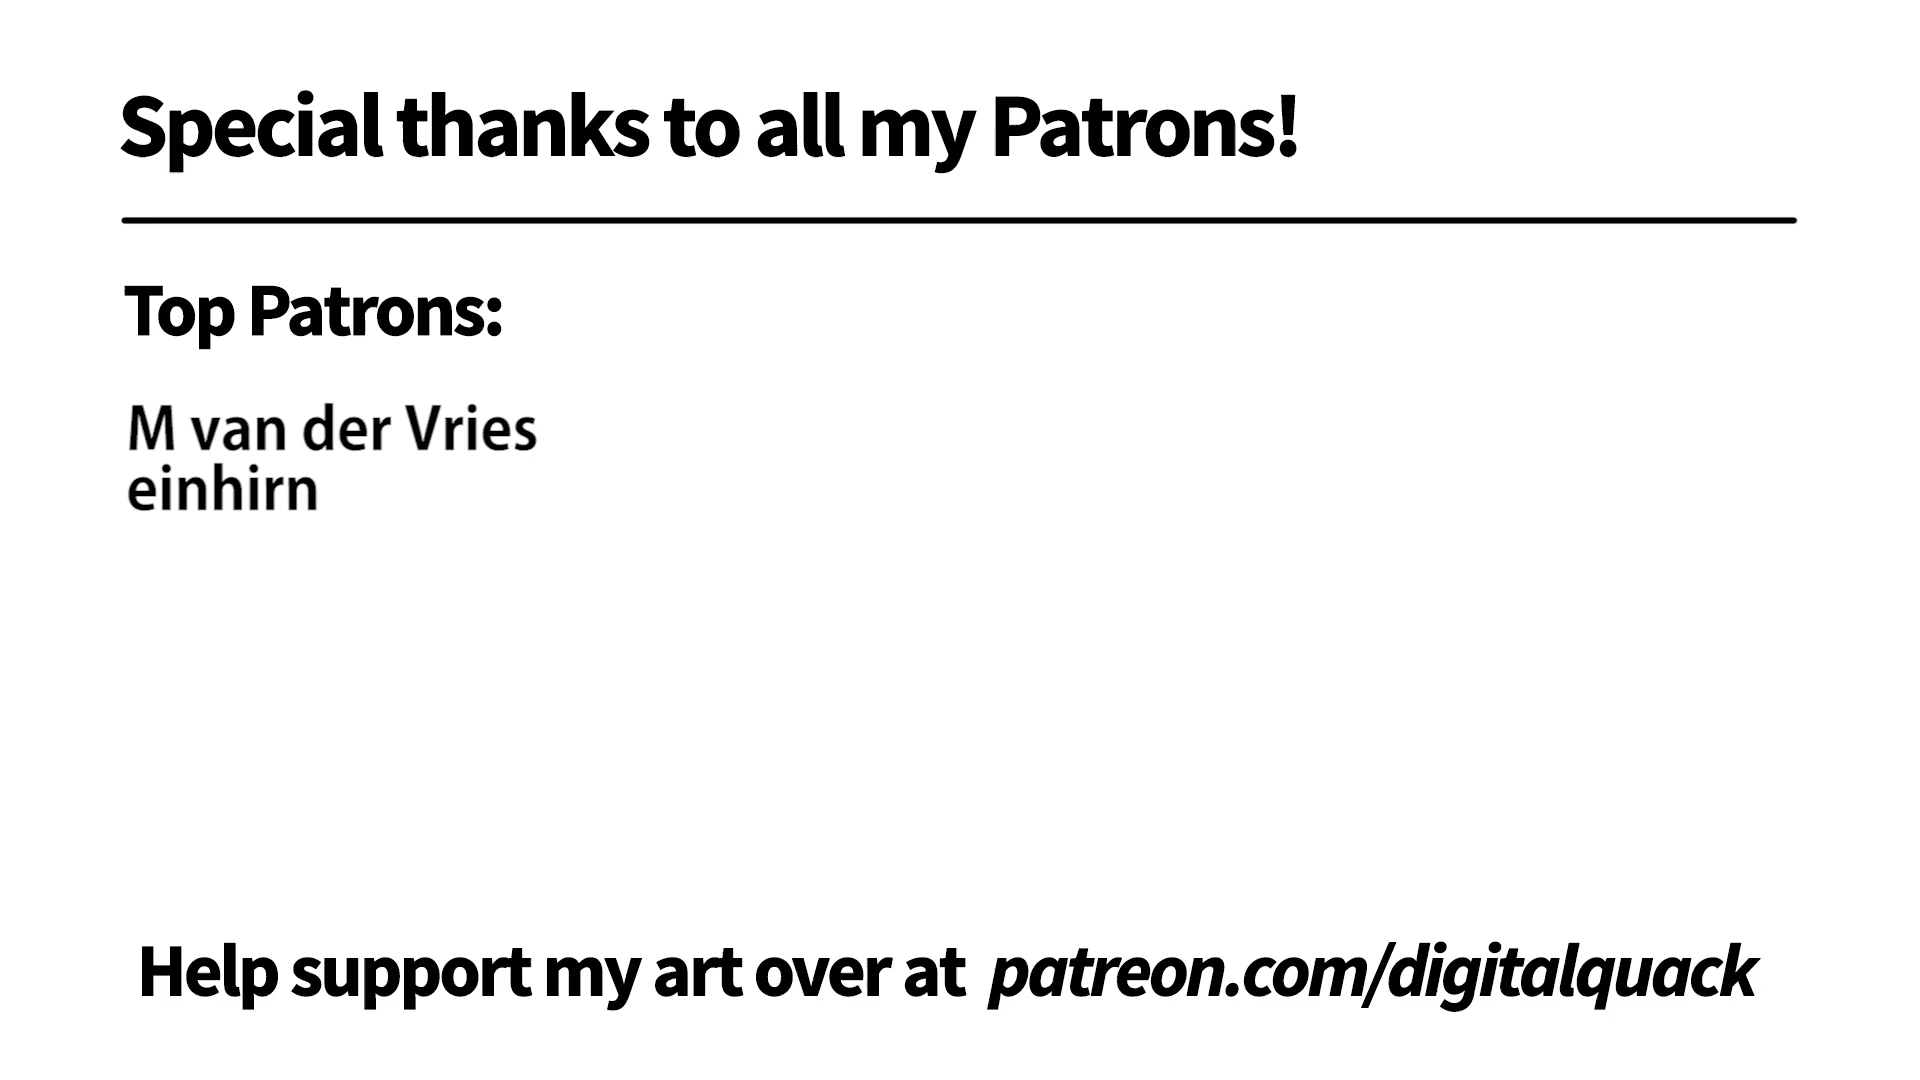 Special thanks to all my Patrons!
Top Patrons:
M van der Vries
einhirn
Help support my art over at patreon.com/digitalquack